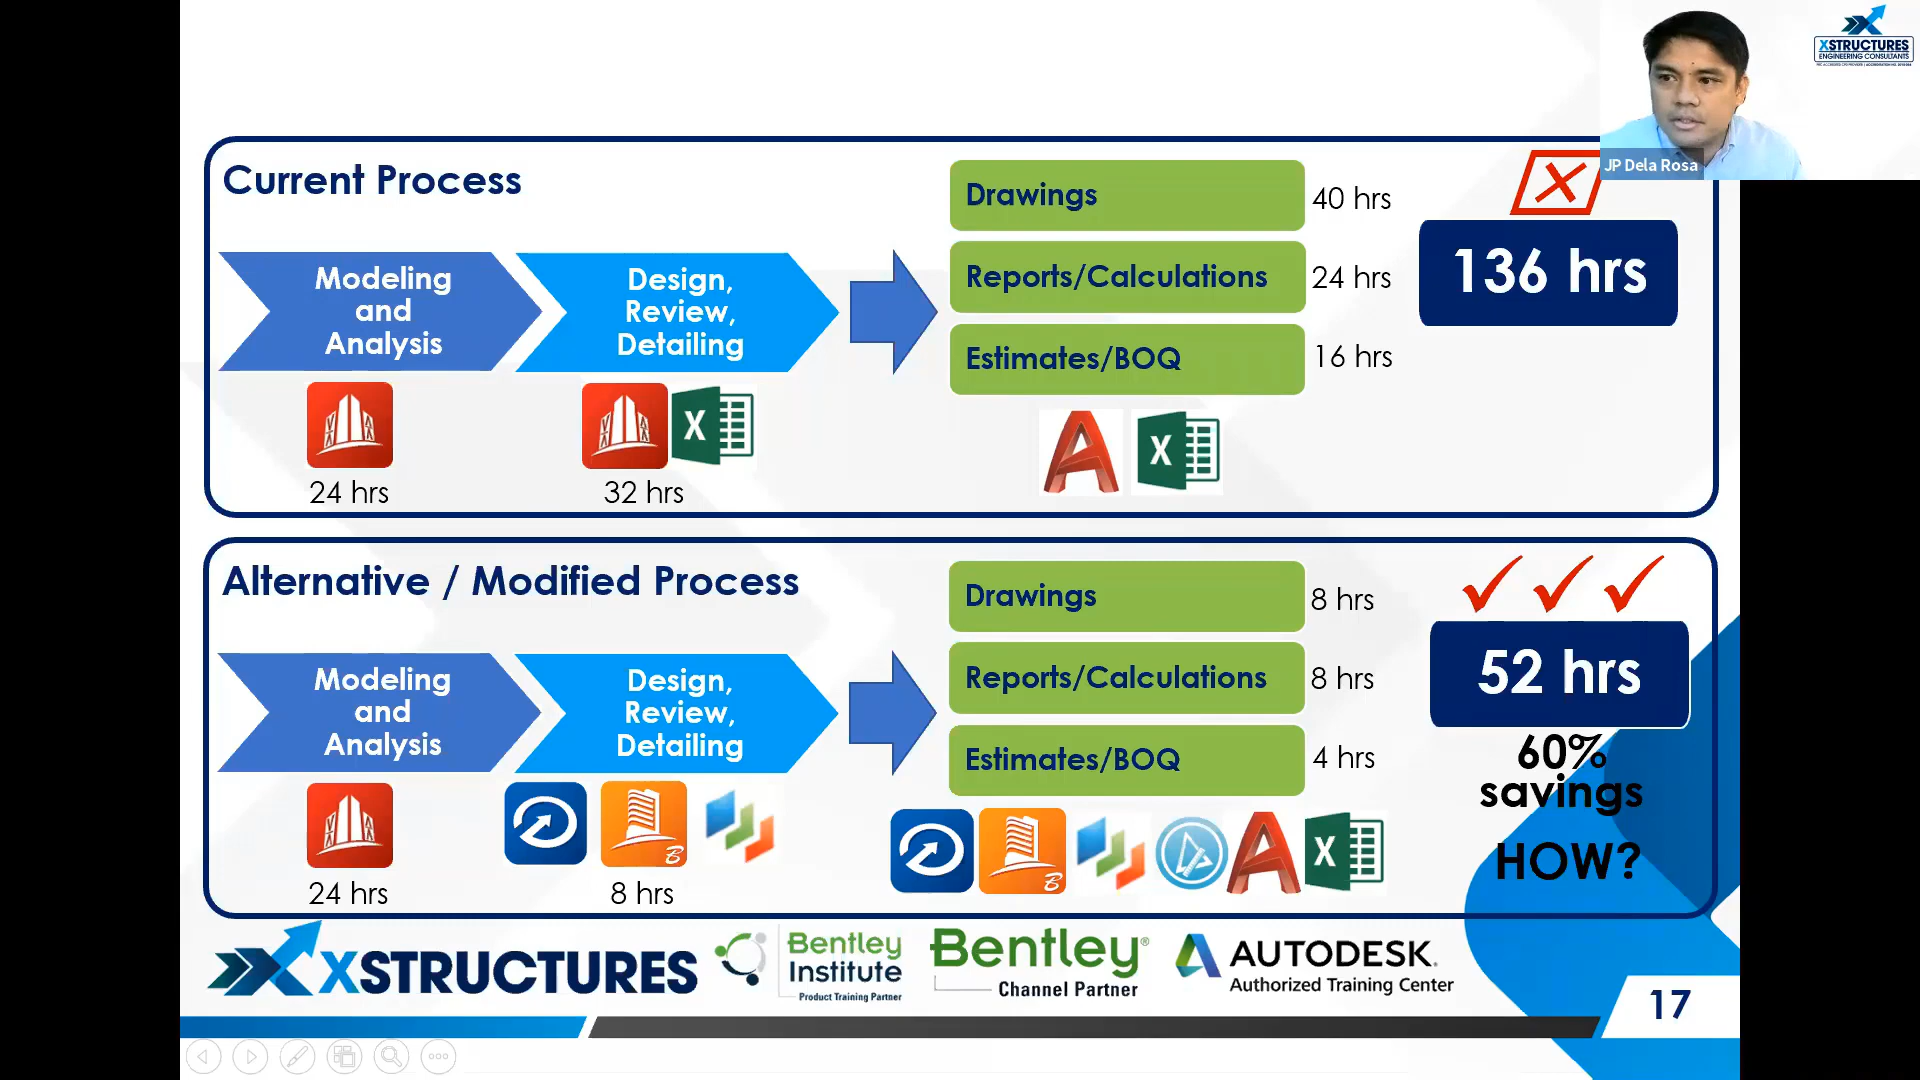 XSTRUCTURES
ENGINEERING CONSULTANTS
JP Dela Rosa
Current Process
Modeling
and
Analysis
24 hrs
Design,
Review,
Detailing
X
32 hrs
Drawings
40 hrs
Reports/Calculations
24 hrs
Estimates/BOQ
16 hrs
X
136 hrs
Alternative / Modified Process
Modeling
and
Analysis
24 hrs
Design,
Review,
Detailing
B
8 hrs
Drawings
8 hrs
Reports/Calculations
8 hrs
Estimates/BOQ
4 hrs
B
X
52 hrs
60%
savings
HOW?
XSTRUCTURES
Bentley
Institute
Product Training Partner
Bentley®
Channel Partner
AUTODESK.
Authorized Training Center
17